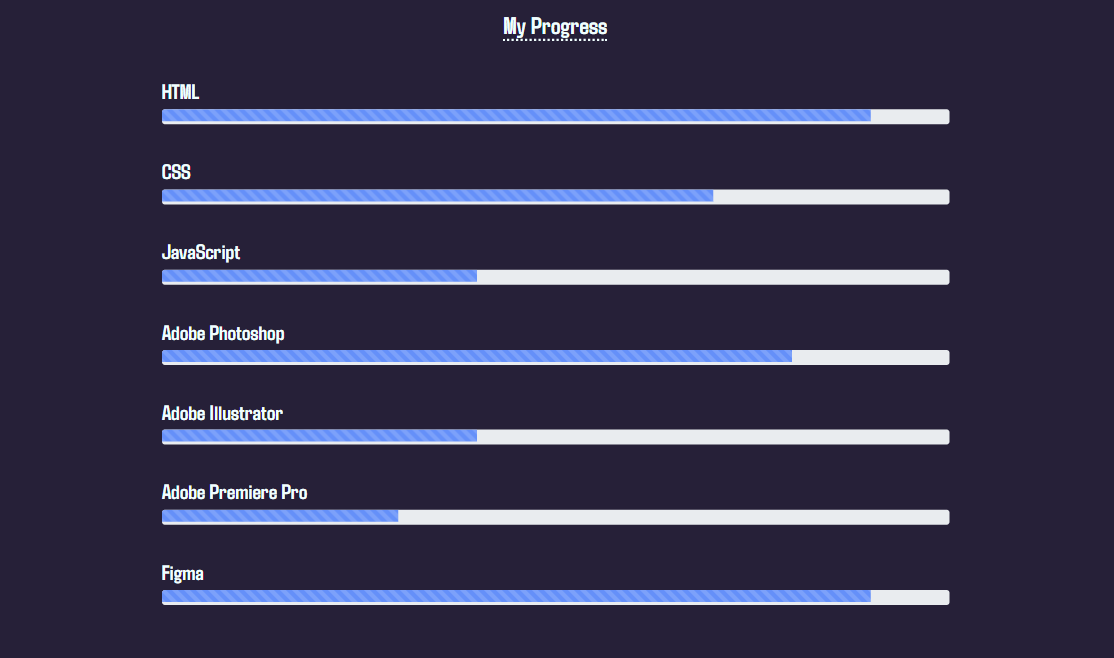 My Progress
HTML
CSS
JavaScript
Adobe Photoshop
Adobe Illustrator
Adobe Premiere Pro
Figma